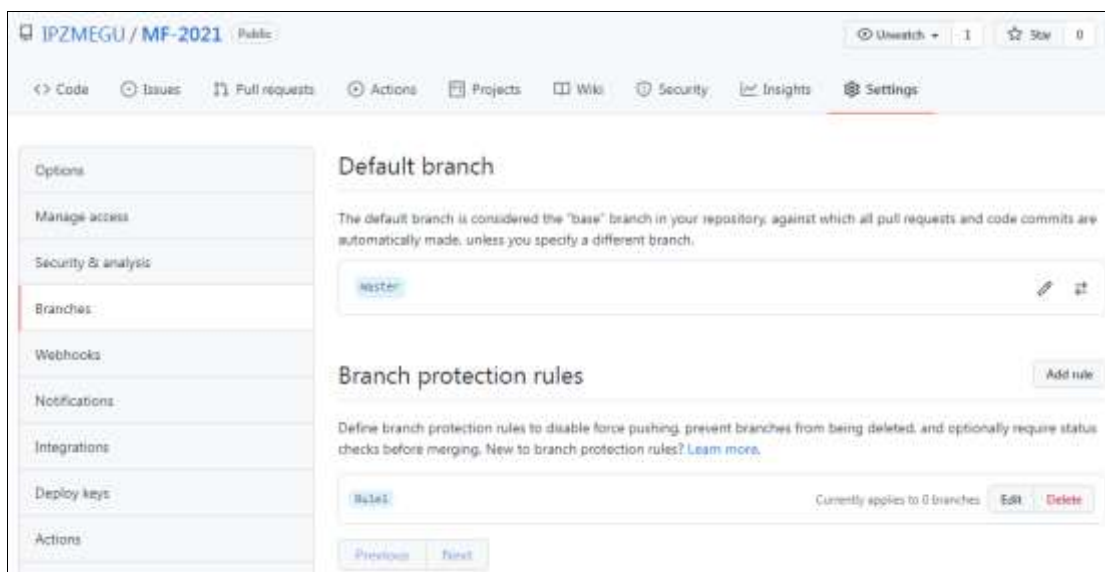 IPZMEGU / MF-2021 Public
Unwatch 1 Star 0
Code Issues Pull requests Actions Projects Wiki Security Insights Settings
Options
Manage access
Security & analysis
Branches
Webhooks
Notifications
Integrations
Deploy keys
Actions
Default branch
The default branch is considered the "base" branch in your repository, against which all pull requests and code commits are
automatically made, unless you specify a different branch.
master
Branch protection rules
Add rule
Define branch protection rules to disable force pushing, prevent branches from being deleted, and optionally require status
checks before merging. New to branch protection rules? Learn more.
Rule1
Currently applies to 0 branches Edit Delete
Previous Next